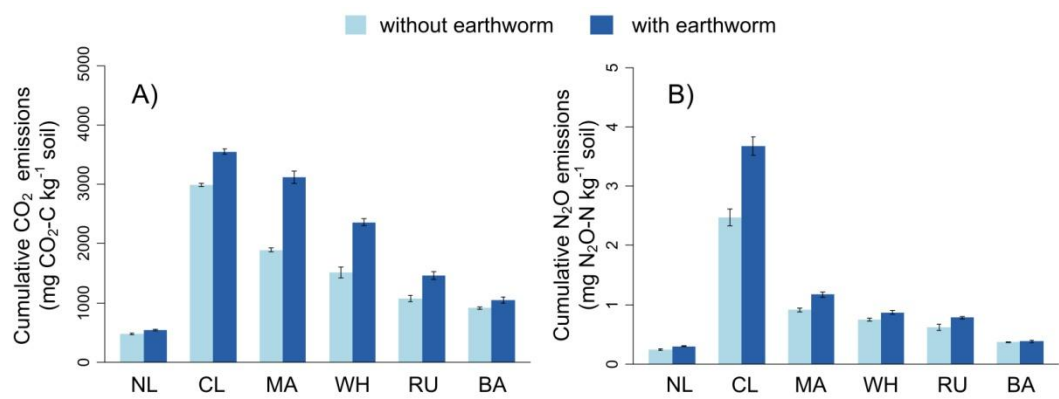 without earthworm with earthworm
A)
Cumulative CO₂ emissions
(mg CO₂-C kg⁻¹ soil)
5000
4000
3000
2000
1000
0
NL CL MA WH RU BA
B)
Cumulative N₂O emissions
(mg N₂O-N kg⁻¹ soil)
5
4
3
2
1
0
NL CL MA WH RU BA